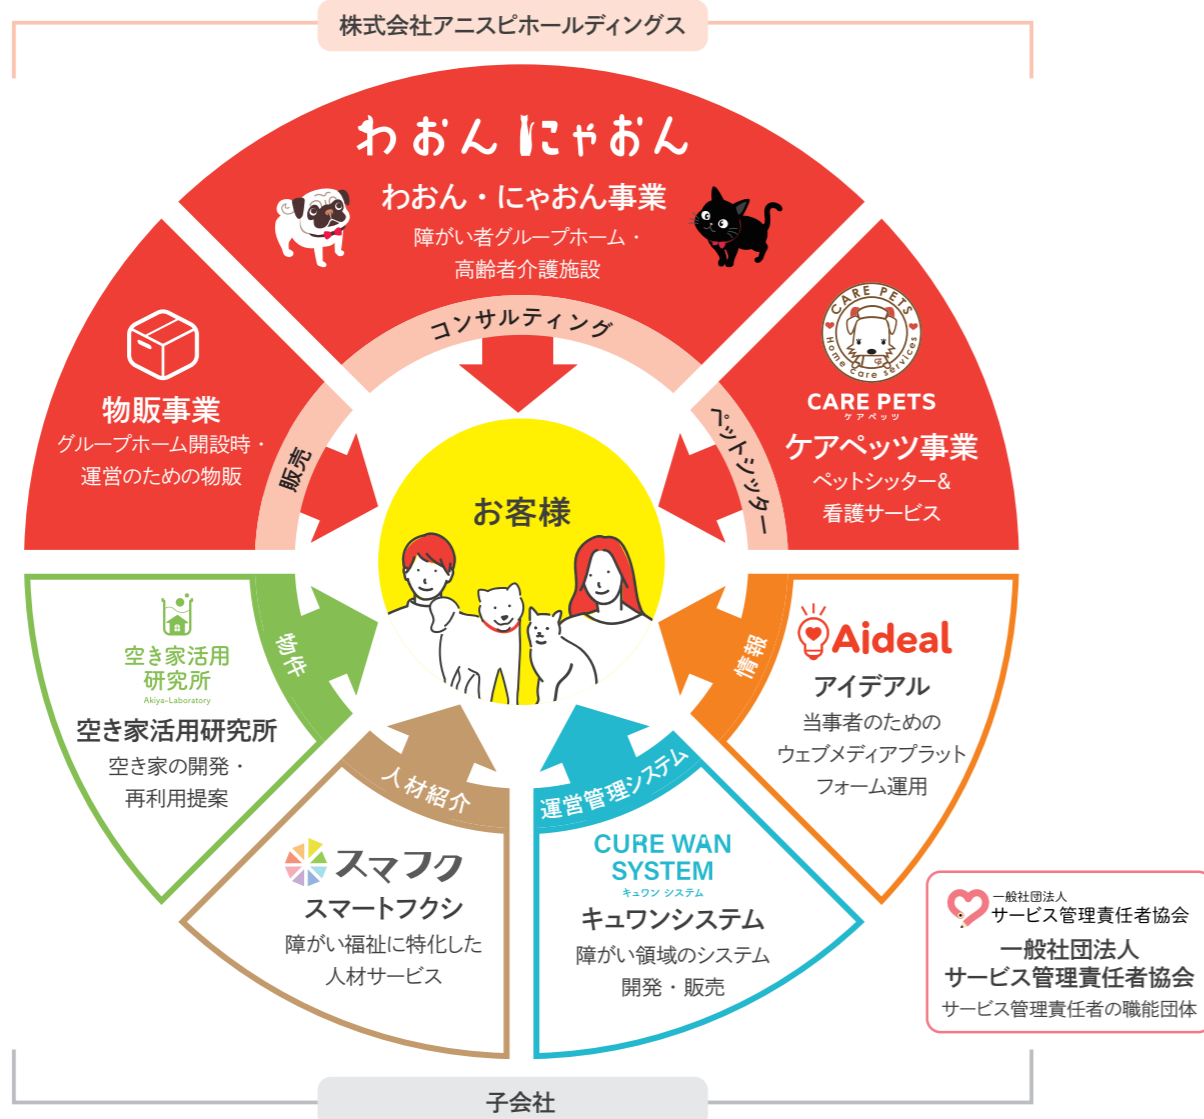 株式会社アニスピホールディングス
わおん にゃおん
わおん・にゃおん事業
障がい者グループホーム・
高齢者介護施設
コンサルティング
物販事業
グループホーム開設時・
運営のための物販
販売
CARE PETS
Home care services
CARE PETS
ケアペッツ
ケアペッツ事業
ペットシッター&
看護サービス
ペットシッター
お客様
空き家活用
研究所
Akiya-Laboratory
空き家活用研究所
空き家の開発・
再利用提案
物件
Aideal
アイデアル
当事者のための
ウェブメディアプラット
フォーム運用
情報
人材紹介
スマフク
スマートフクシ
障がい福祉に特化した
人材サービス
運営管理システム
CURE WAN
SYSTEM
キュワン システム
キュワンシステム
障がい領域のシステム
開発・販売
一般社団法人
サービス管理責任者協会
一般社団法人
サービス管理責任者協会
サービス管理責任者の職能団体
子会社